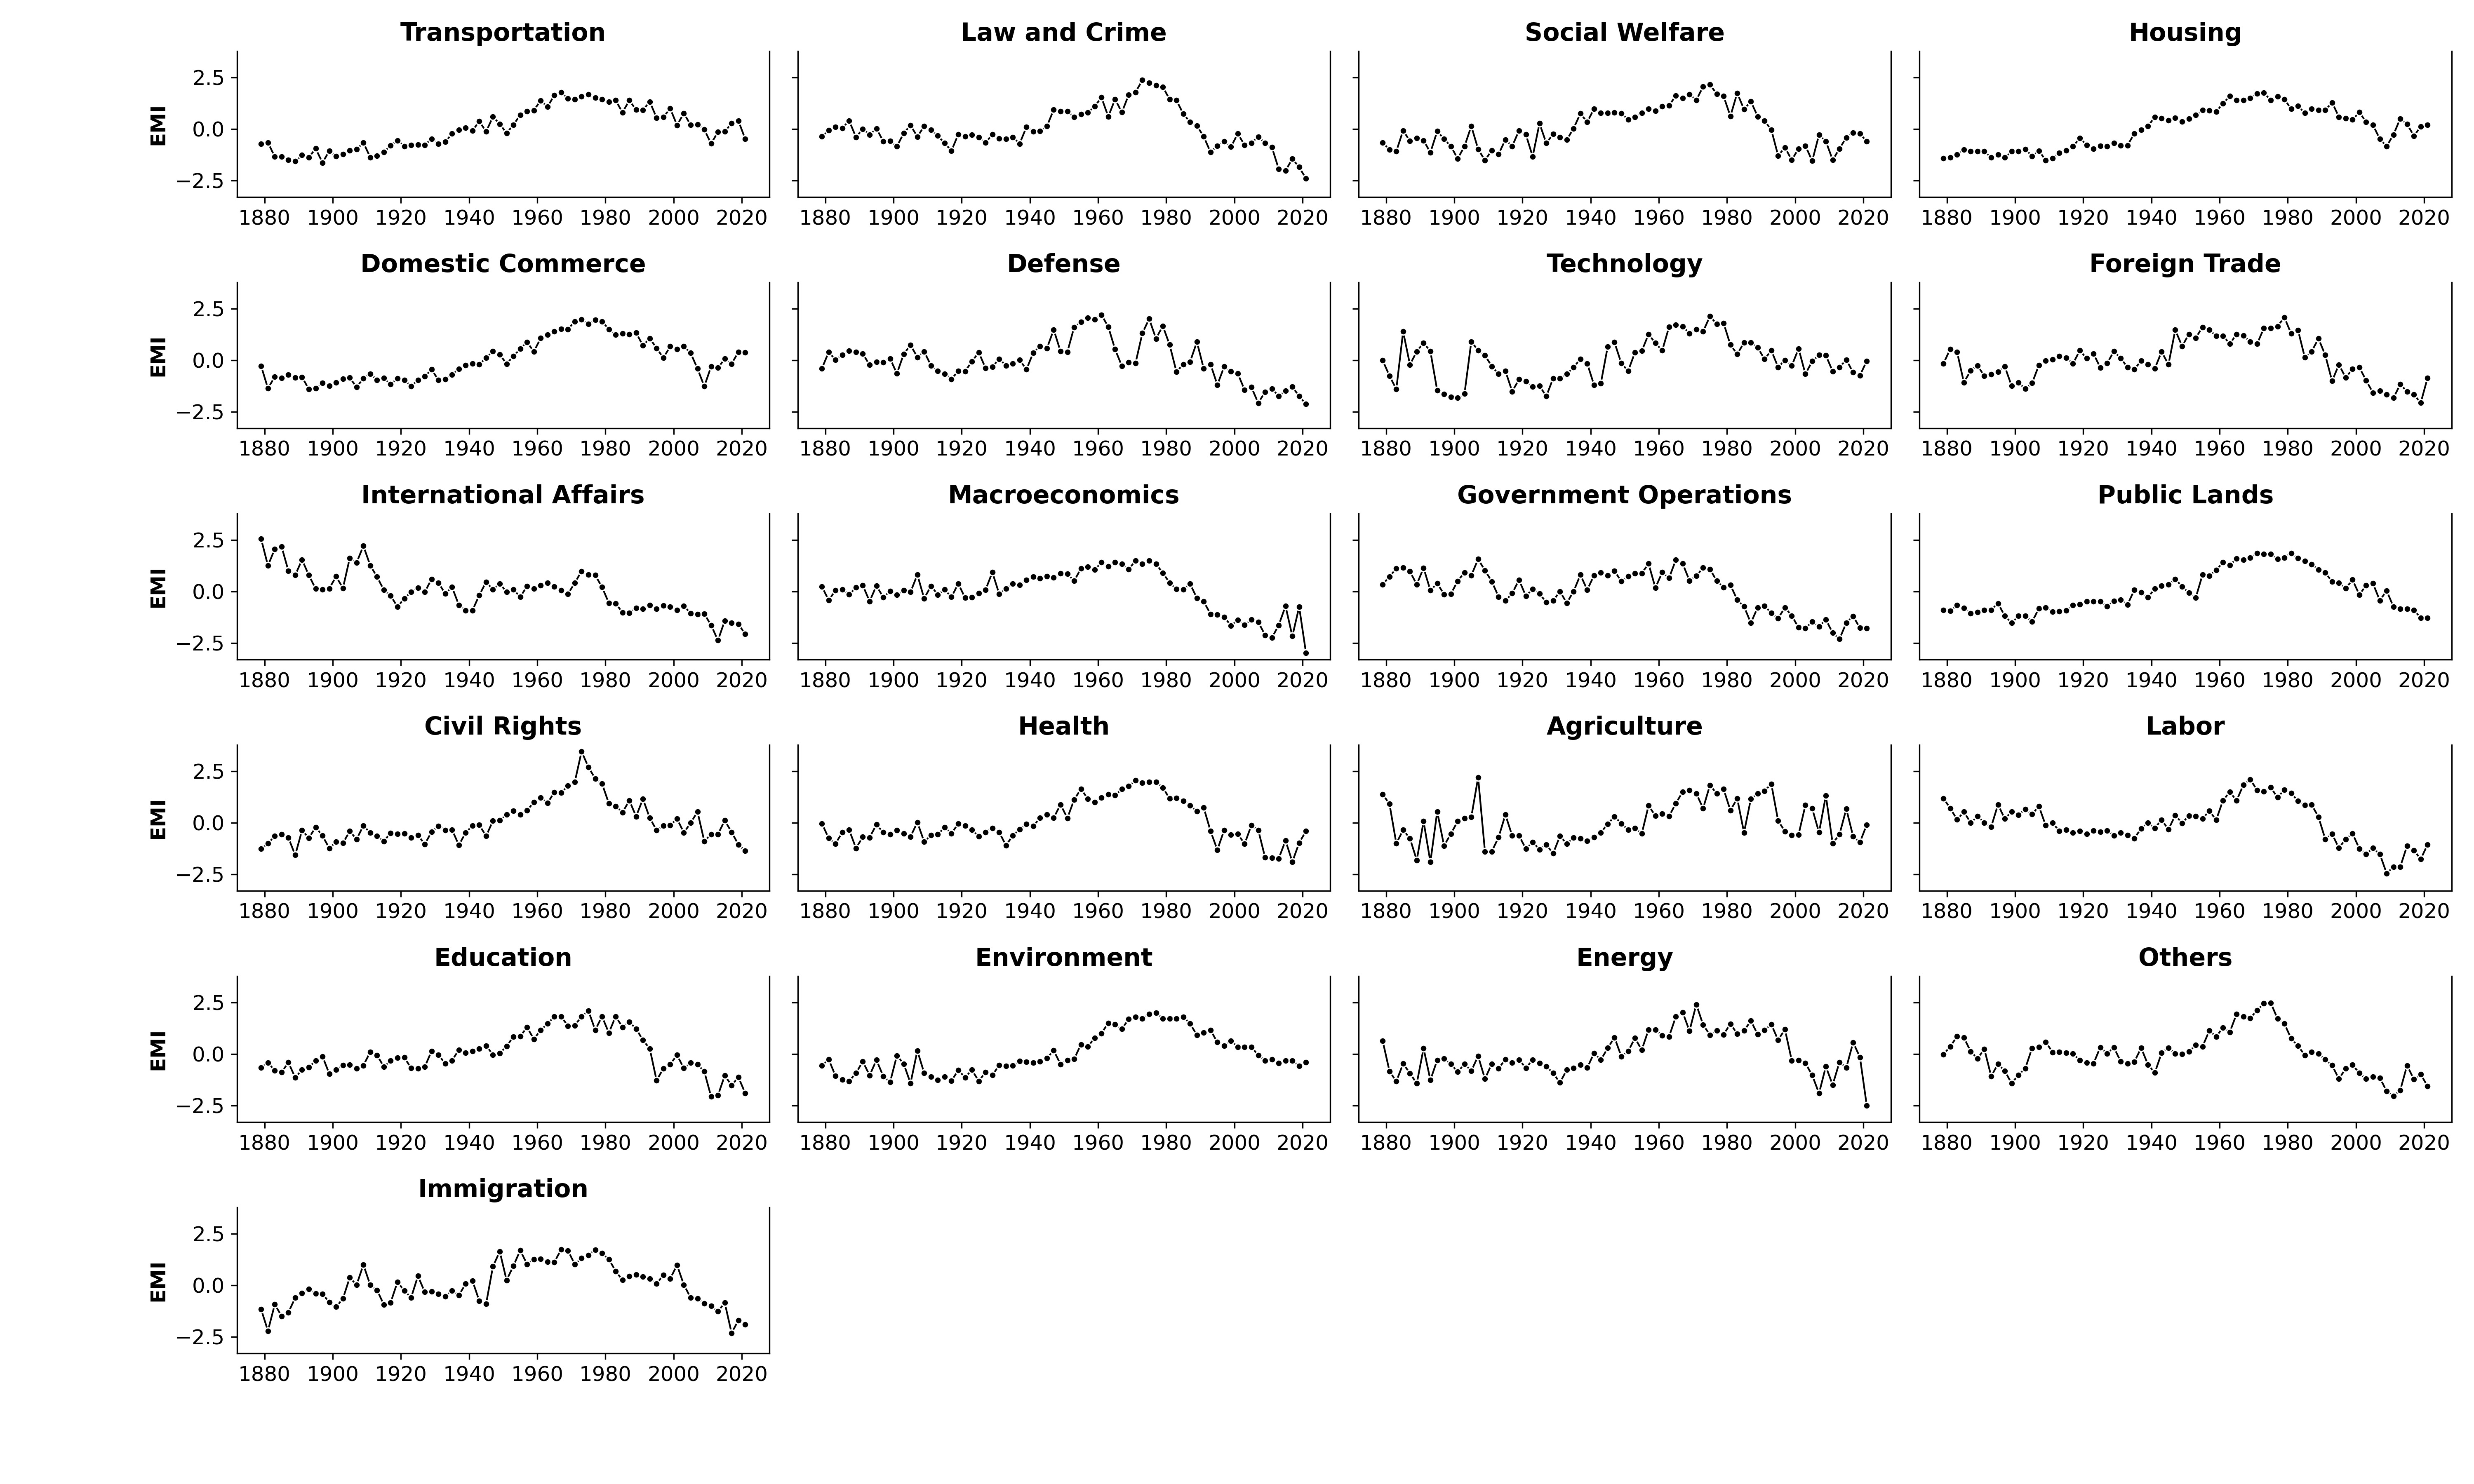 Transportation Law and Crime Social Welfare Housing
EMI
2.5
0.0
−2.5
1880 1900 1920 1940 1960 1980 2000 2020 1880 1900 1920 1940 1960 1980 2000 2020 1880 1900 1920 1940 1960 1980 2000 2020 1880 1900 1920 1940 1960 1980 2000 2020
Domestic Commerce Defense Technology Foreign Trade
EMI
2.5
0.0
−2.5
1880 1900 1920 1940 1960 1980 2000 2020 1880 1900 1920 1940 1960 1980 2000 2020 1880 1900 1920 1940 1960 1980 2000 2020 1880 1900 1920 1940 1960 1980 2000 2020
International Affairs Macroeconomics Government Operations Public Lands
EMI
2.5
0.0
−2.5
1880 1900 1920 1940 1960 1980 2000 2020 1880 1900 1920 1940 1960 1980 2000 2020 1880 1900 1920 1940 1960 1980 2000 2020 1880 1900 1920 1940 1960 1980 2000 2020
Civil Rights Health Agriculture Labor
EMI
2.5
0.0
−2.5
1880 1900 1920 1940 1960 1980 2000 2020 1880 1900 1920 1940 1960 1980 2000 2020 1880 1900 1920 1940 1960 1980 2000 2020 1880 1900 1920 1940 1960 1980 2000 2020
Education Environment Energy Others
EMI
2.5
0.0
−2.5
1880 1900 1920 1940 1960 1980 2000 2020 1880 1900 1920 1940 1960 1980 2000 2020 1880 1900 1920 1940 1960 1980 2000 2020 1880 1900 1920 1940 1960 1980 2000 2020
Immigration
EMI
2.5
0.0
−2.5
1880 1900 1920 1940 1960 1980 2000 2020